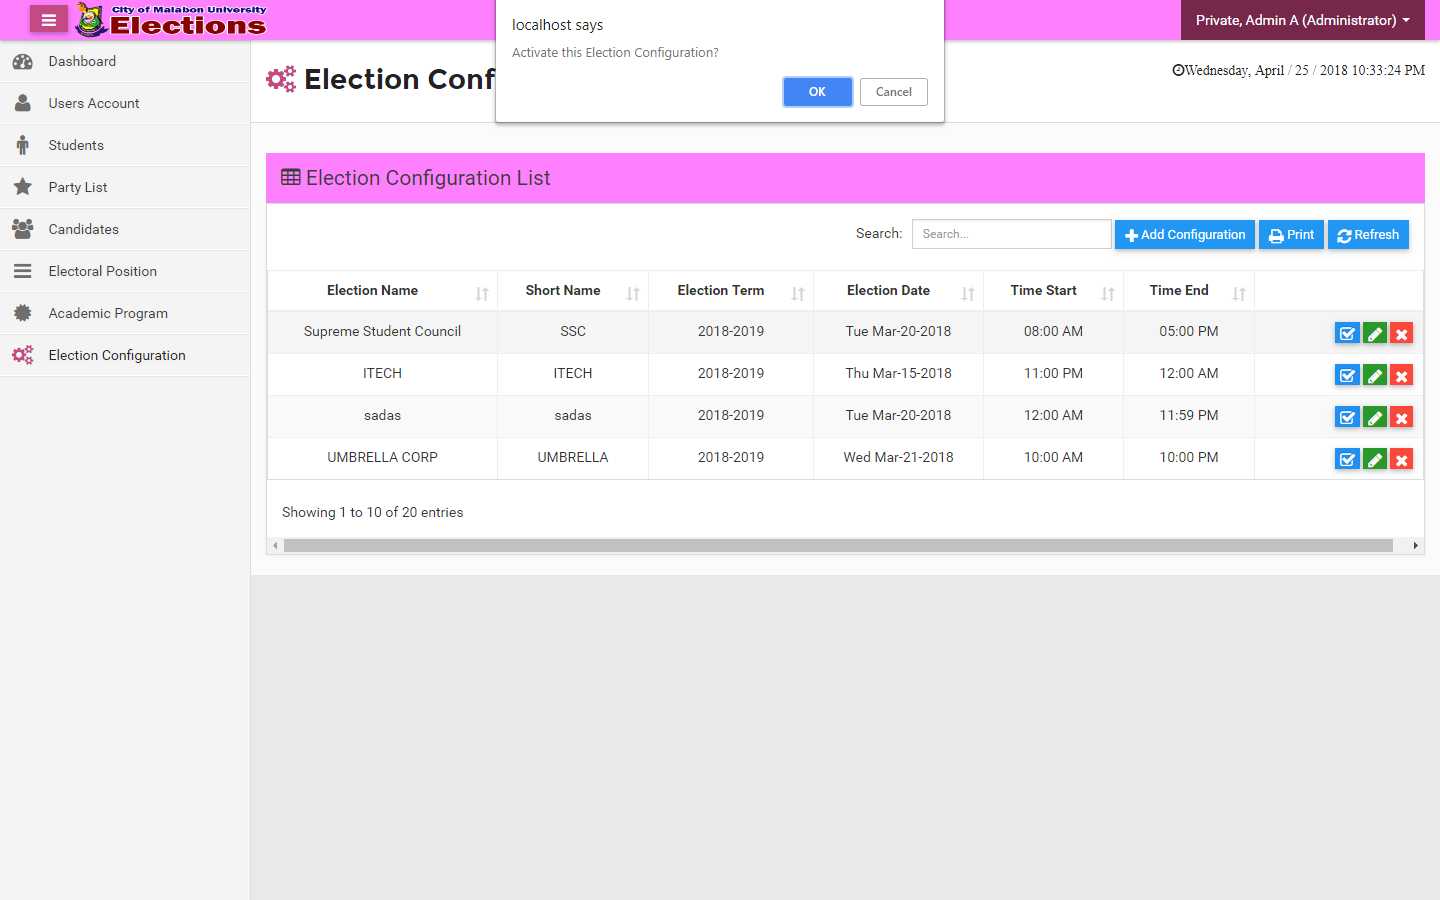 City of Malabon University
Elections
localhost says
Activate this Election Configuration?
OK
Cancel
Private, Admin A (Administrator)
Dashboard
Users Account
Students
Party List
Candidates
Electoral Position
Academic Program
Election Configuration
Election Conf
Wednesday, April / 25 / 2018 10:33:24 PM
Election Configuration List
Search: Search... Add Configuration Print Refresh
Election Name Short Name Election Term Election Date Time Start Time End
Supreme Student Council SSC 2018-2019 Tue Mar-20-2018 08:00 AM 05:00 PM
ITECH ITECH 2018-2019 Thu Mar-15-2018 11:00 PM 12:00 AM
sadas sadas 2018-2019 Tue Mar-20-2018 12:00 AM 11:59 PM
UMBRELLA CORP UMBRELLA 2018-2019 Wed Mar-21-2018 10:00 AM 10:00 PM
Showing 1 to 10 of 20 entries